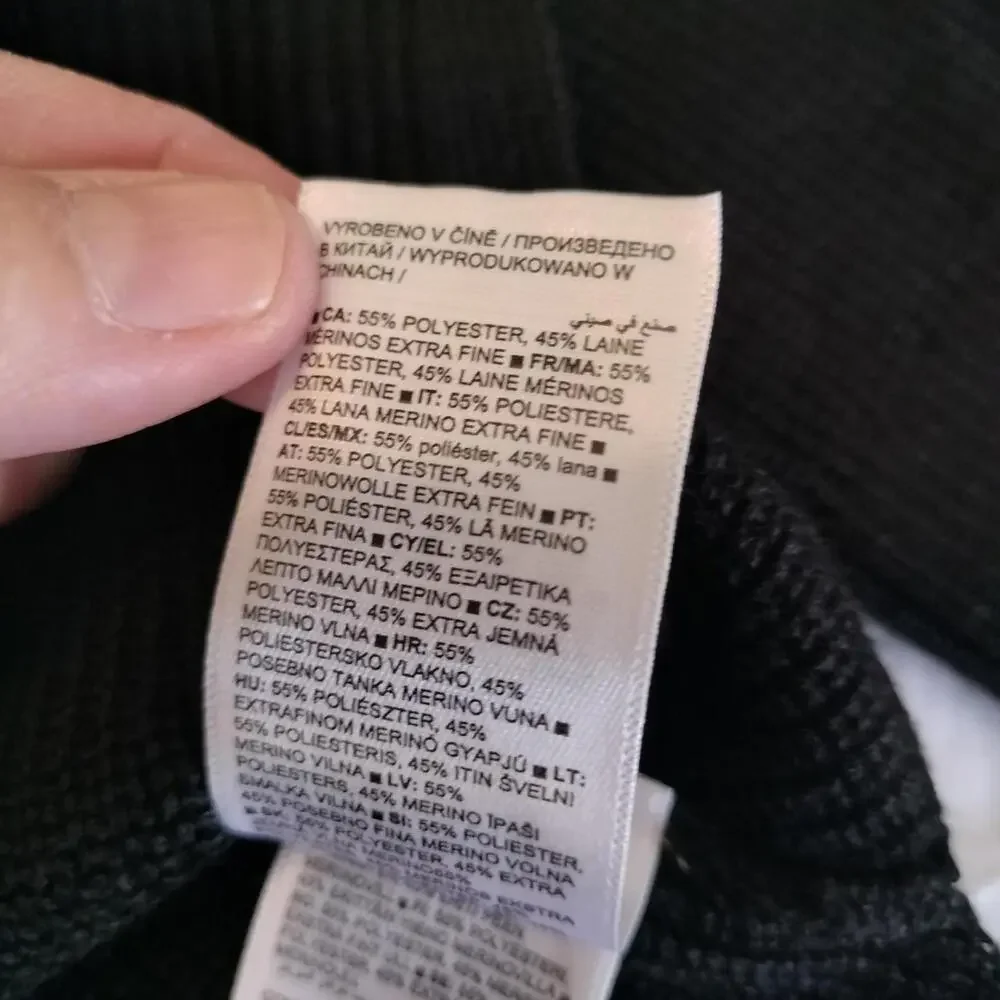 VYROBENO V ČÍNĚ / ПРОИЗВЕДЕНО
В КИТАЙ / WYPRODUKOWANO W
CHINACH /
صنع في صيني
■ CA: 55% POLYESTER, 45% LAINE
MÉRINOS EXTRA FINE ■ FR/MA: 55%
POLYESTER, 45% LAINE MÉRINOS
EXTRA FINE ■ IT: 55% POLIESTERE,
45% LANA MERINO EXTRA FINE ■
CL/ES/MX: 55% poliéster, 45% lana ■
AT: 55% POLYESTER, 45%
MERINOWOLLE EXTRA FEIN ■ PT:
55% POLIÉSTER, 45% LÃ MERINO
EXTRA FINA ■ CY/EL: 55%
ΠΟΛΥΕΣΤΕΡΑΣ, 45% ΕΞΑΙΡΕΤΙΚΑ
ΛΕΠΤΟ ΜΑΛΛΙ ΜΕΡΙΝΟ ■ CZ: 55%
POLYESTER, 45% EXTRA JEMNÁ
MERINO VLNA ■ HR: 55%
POLIESTERSKO VLAKNO, 45%
POSEBNO TANKA MERINO VUNA ■
HU: 55% POLIÉSZTER, 45%
EXTRAFINOM MERINÓ GYAPJÚ ■ LT:
55% POLIESTERIS, 45% ITIN ŠVELNI
MERINO VILNA ■ LV: 55%
POLIESTERS, 45% MERINO ĪPAŠI
SMALKA VILNA ■ SI: 55% POLIESTER,
45% POSEBNO FINA MERINO VOLNA
■ SK: 55% POLYESTER, 45% EXTRA